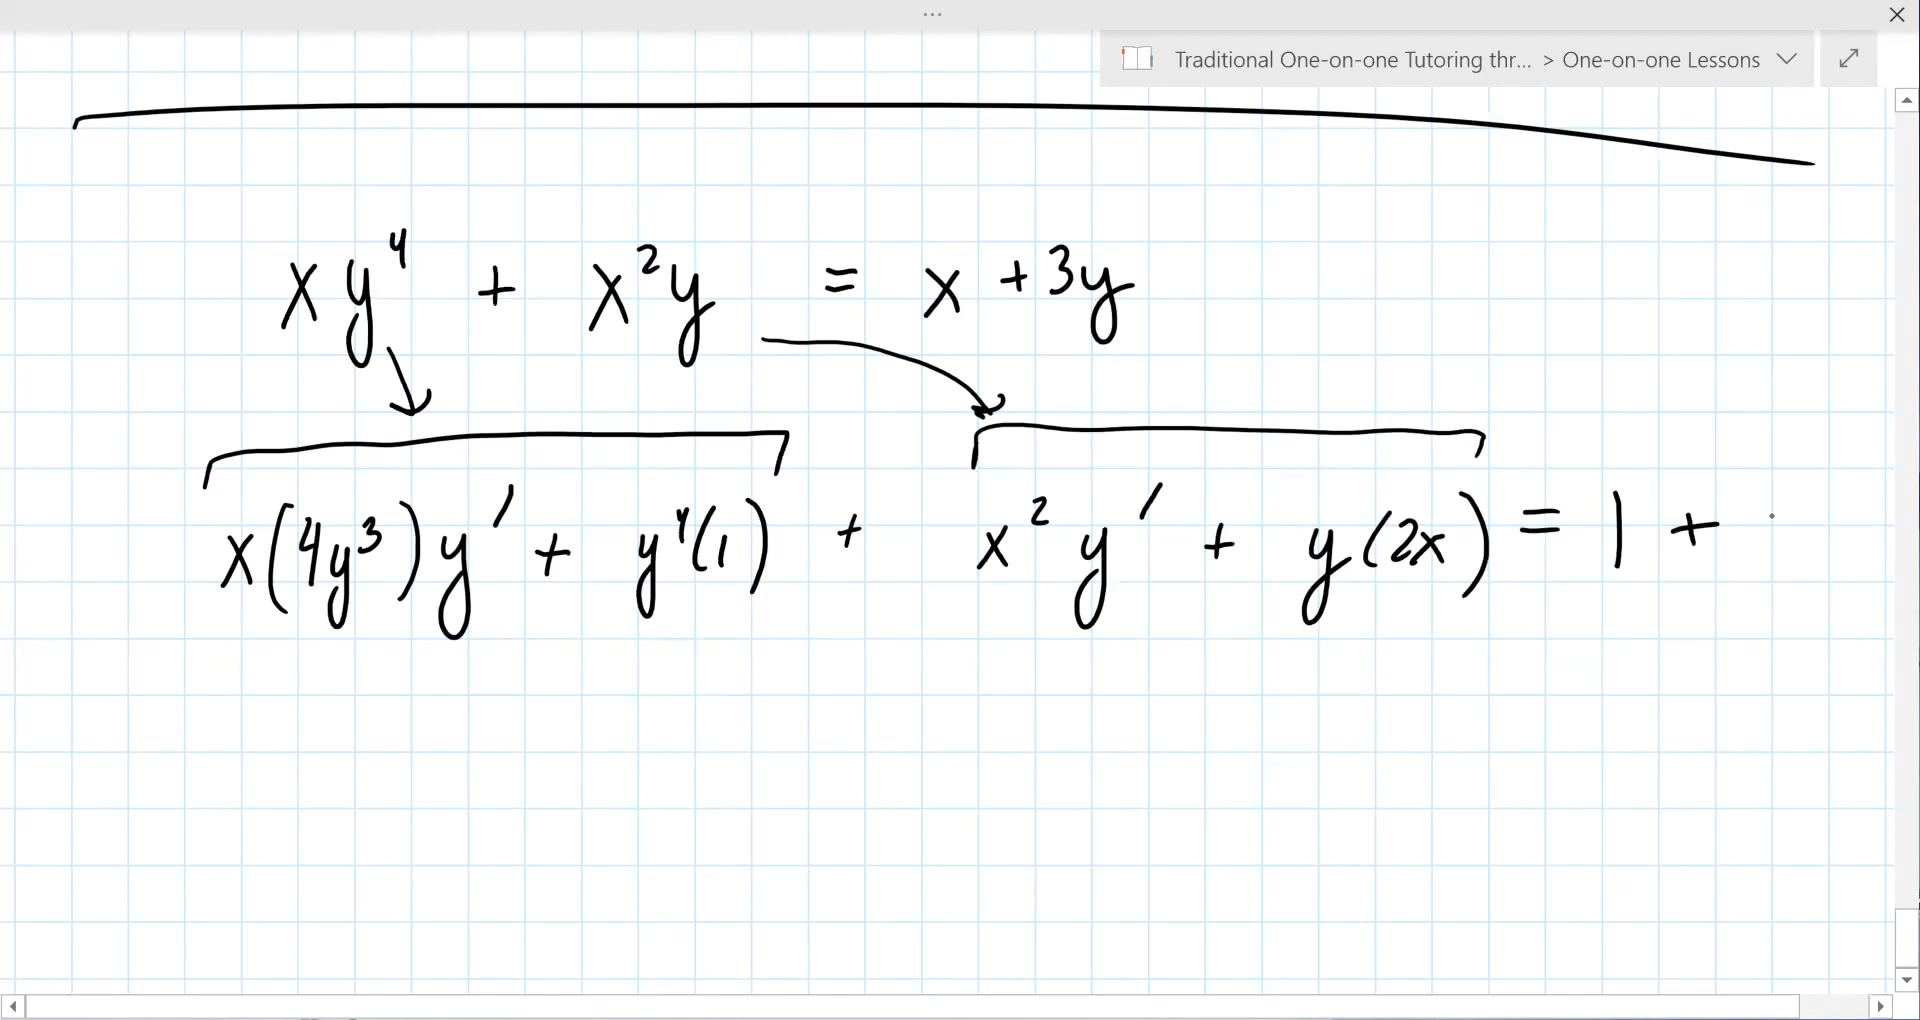 ...
Traditional One-on-one Tutoring thr... > One-on-one Lessons
xy⁴ + x²y = x + 3y
x(4y³)y′ + y⁴(1) + x²y′ + y(2x) = 1 +